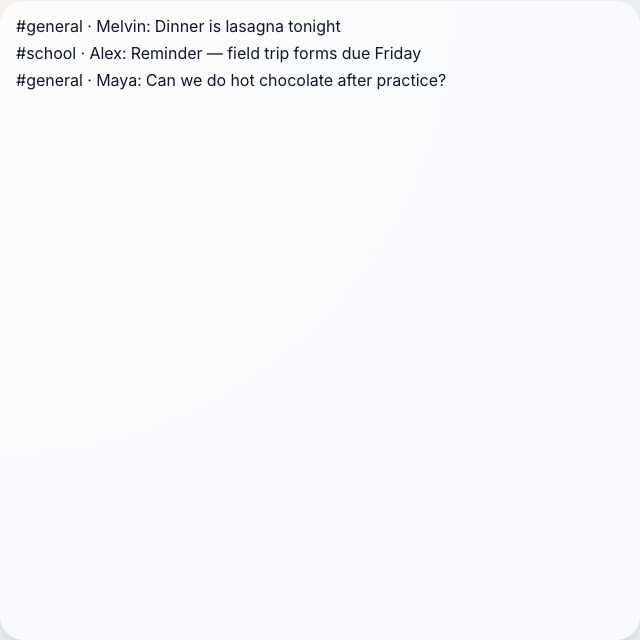 #general · Melvin: Dinner is lasagna tonight
#school · Alex: Reminder — field trip forms due Friday
#general · Maya: Can we do hot chocolate after practice?